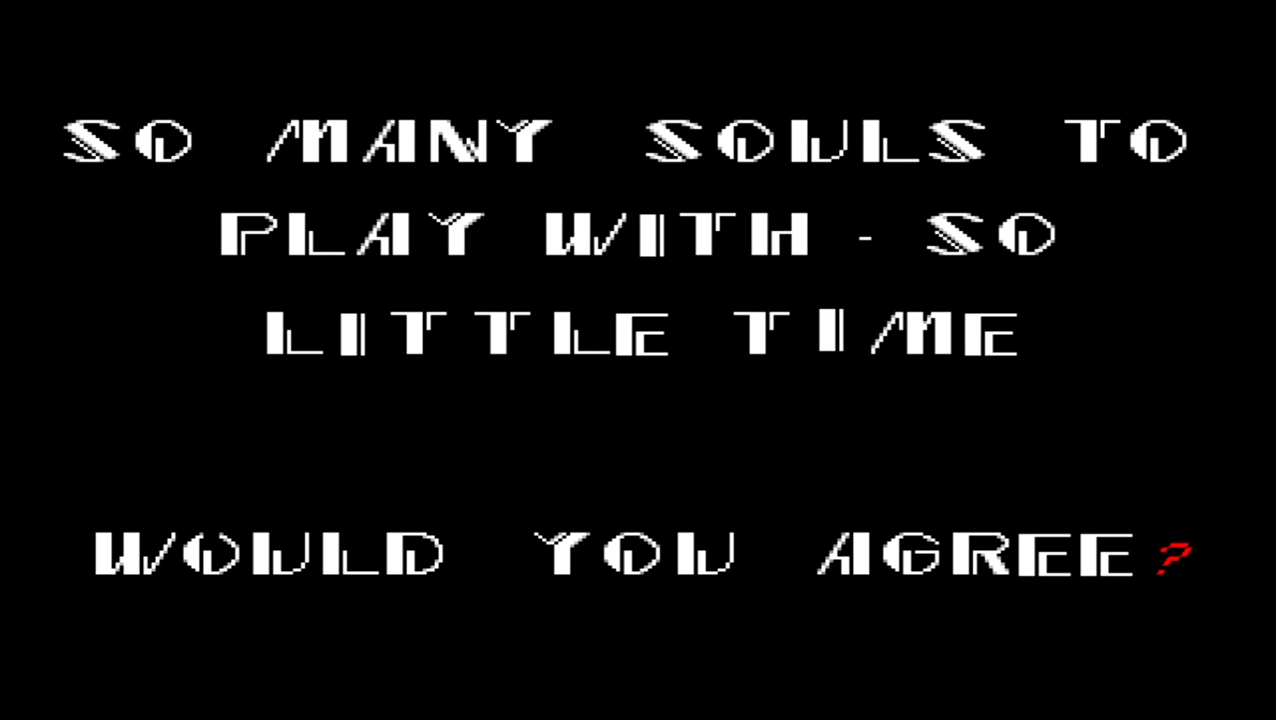 SO MANY SOULS TO
PLAY WITH - SO
LITTLE TIME
WOULD YOU AGREE?